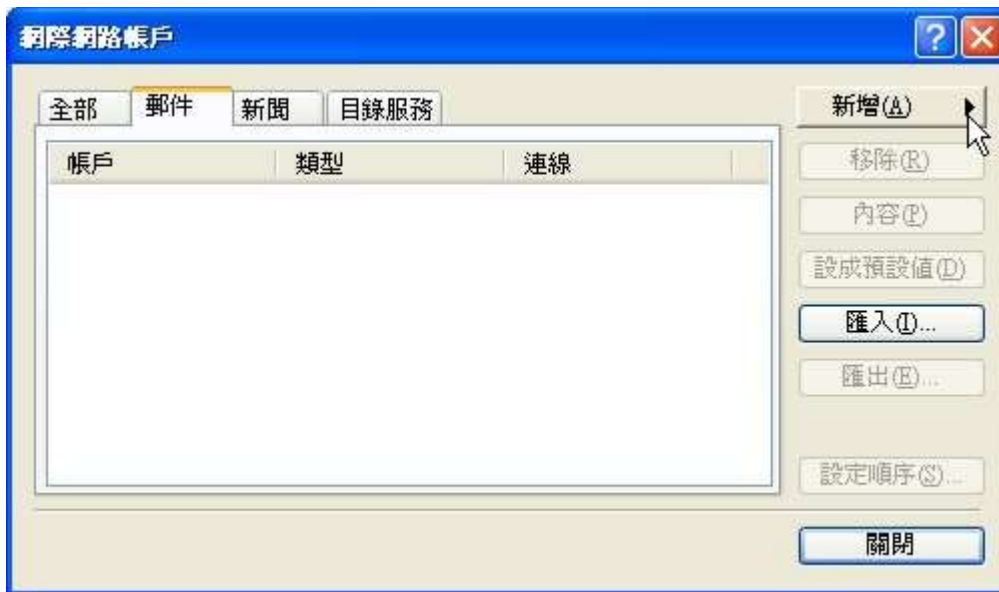 網際網路帳戶
全部 郵件 新聞 目錄服務
帳戶 類型 連線
新增(A)
移除(R)
內容(P)
設成預設值(D)
匯入(I)...
匯出(E)...
設定順序(S)...
關閉